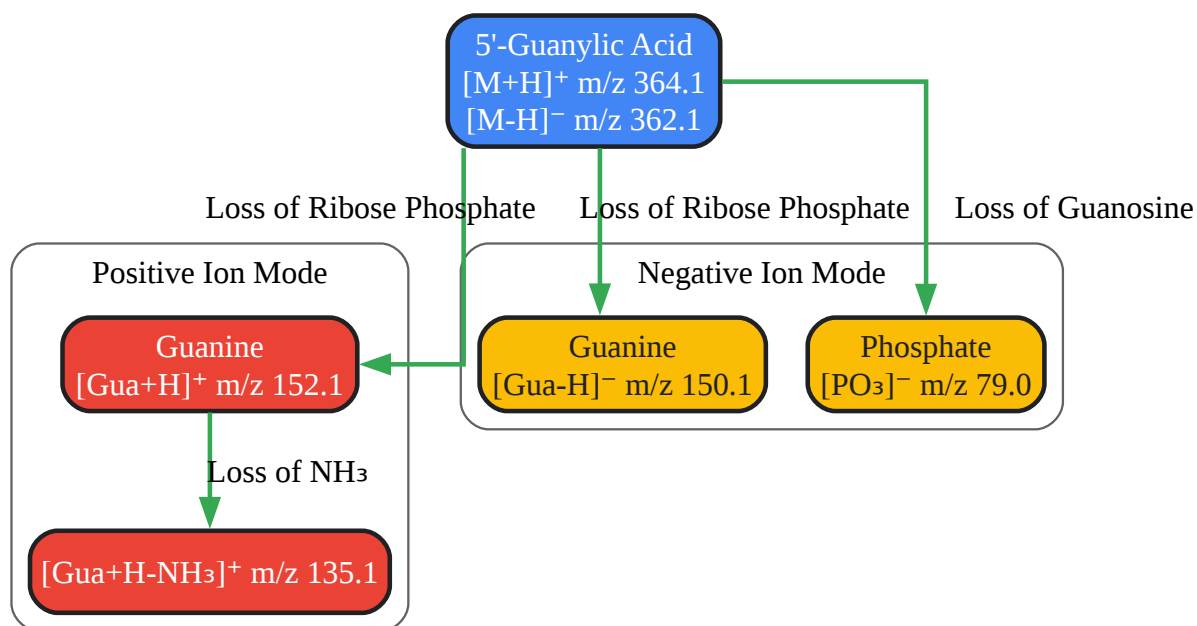 5'-Guanylic Acid
[M+H]⁺ m/z 364.1
[M-H]⁻ m/z 362.1
Loss of Ribose Phosphate
Loss of Ribose Phosphate
Loss of Guanosine
Positive Ion Mode
Negative Ion Mode
Guanine
[Gua+H]⁺ m/z 152.1
Guanine
[Gua-H]⁻ m/z 150.1
Phosphate
[PO₃]⁻ m/z 79.0
Loss of NH₃
[Gua+H-NH₃]⁺ m/z 135.1